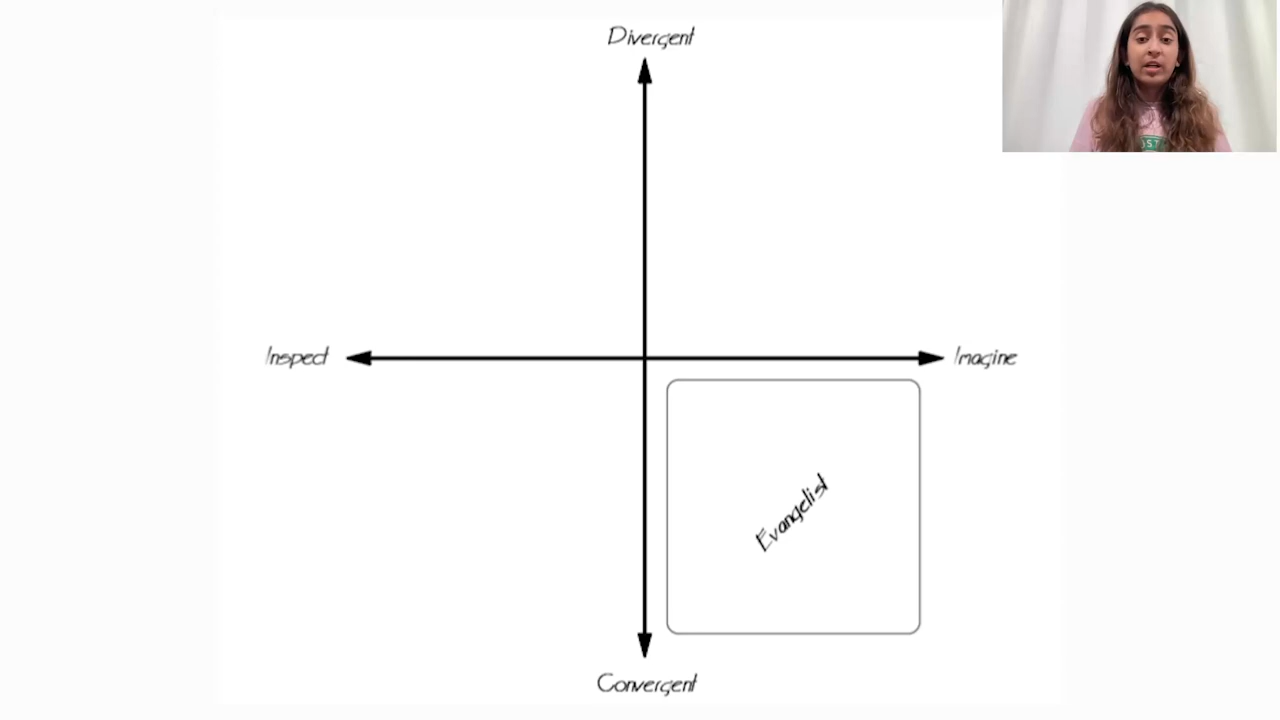 Divergent
Inspect
Imagine
Evangelist
Convergent